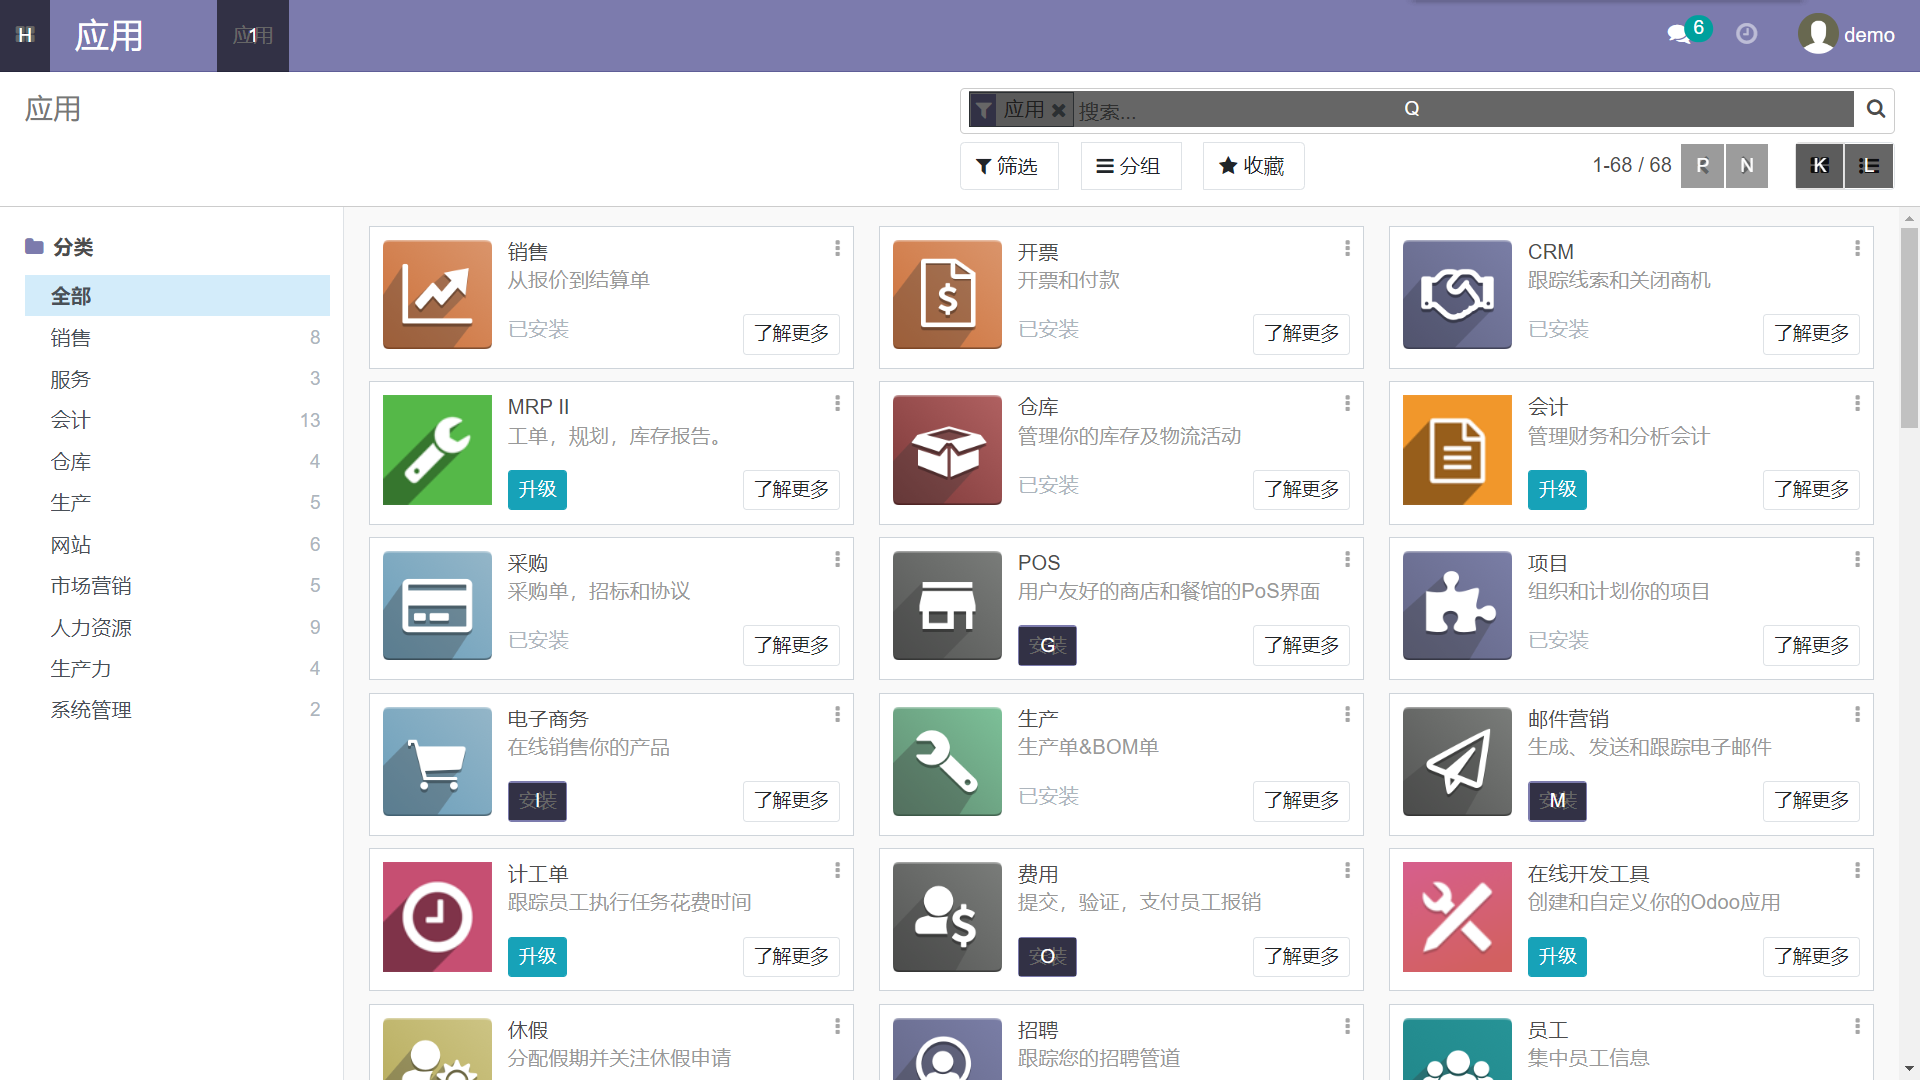 H
应用
应用
1
6
demo
应用
应用
搜索...
Q
筛选
分组
收藏
1-68 / 68
P
N
K
L
分类
全部
销售 8
服务 3
会计 13
仓库 4
生产 5
网站 6
市场营销 5
人力资源 9
生产力 4
系统管理 2
销售
从报价到结算单
已安装
了解更多
开票
开票和付款
已安装
了解更多
CRM
跟踪线索和关闭商机
已安装
了解更多
MRP II
工单，规划，库存报告。
升级
了解更多
仓库
管理你的库存及物流活动
已安装
了解更多
会计
管理财务和分析会计
升级
了解更多
采购
采购单，招标和协议
已安装
了解更多
POS
用户友好的商店和餐馆的PoS界面
安装
G
了解更多
项目
组织和计划你的项目
已安装
了解更多
电子商务
在线销售你的产品
安装
I
了解更多
生产
生产单&BOM单
已安装
了解更多
邮件营销
生成、发送和跟踪电子邮件
安装
M
了解更多
计工单
跟踪员工执行任务花费时间
升级
了解更多
费用
提交，验证，支付员工报销
安装
O
了解更多
在线开发工具
创建和自定义你的Odoo应用
升级
了解更多
休假
分配假期并关注休假申请
招聘
跟踪您的招聘管道
员工
集中员工信息